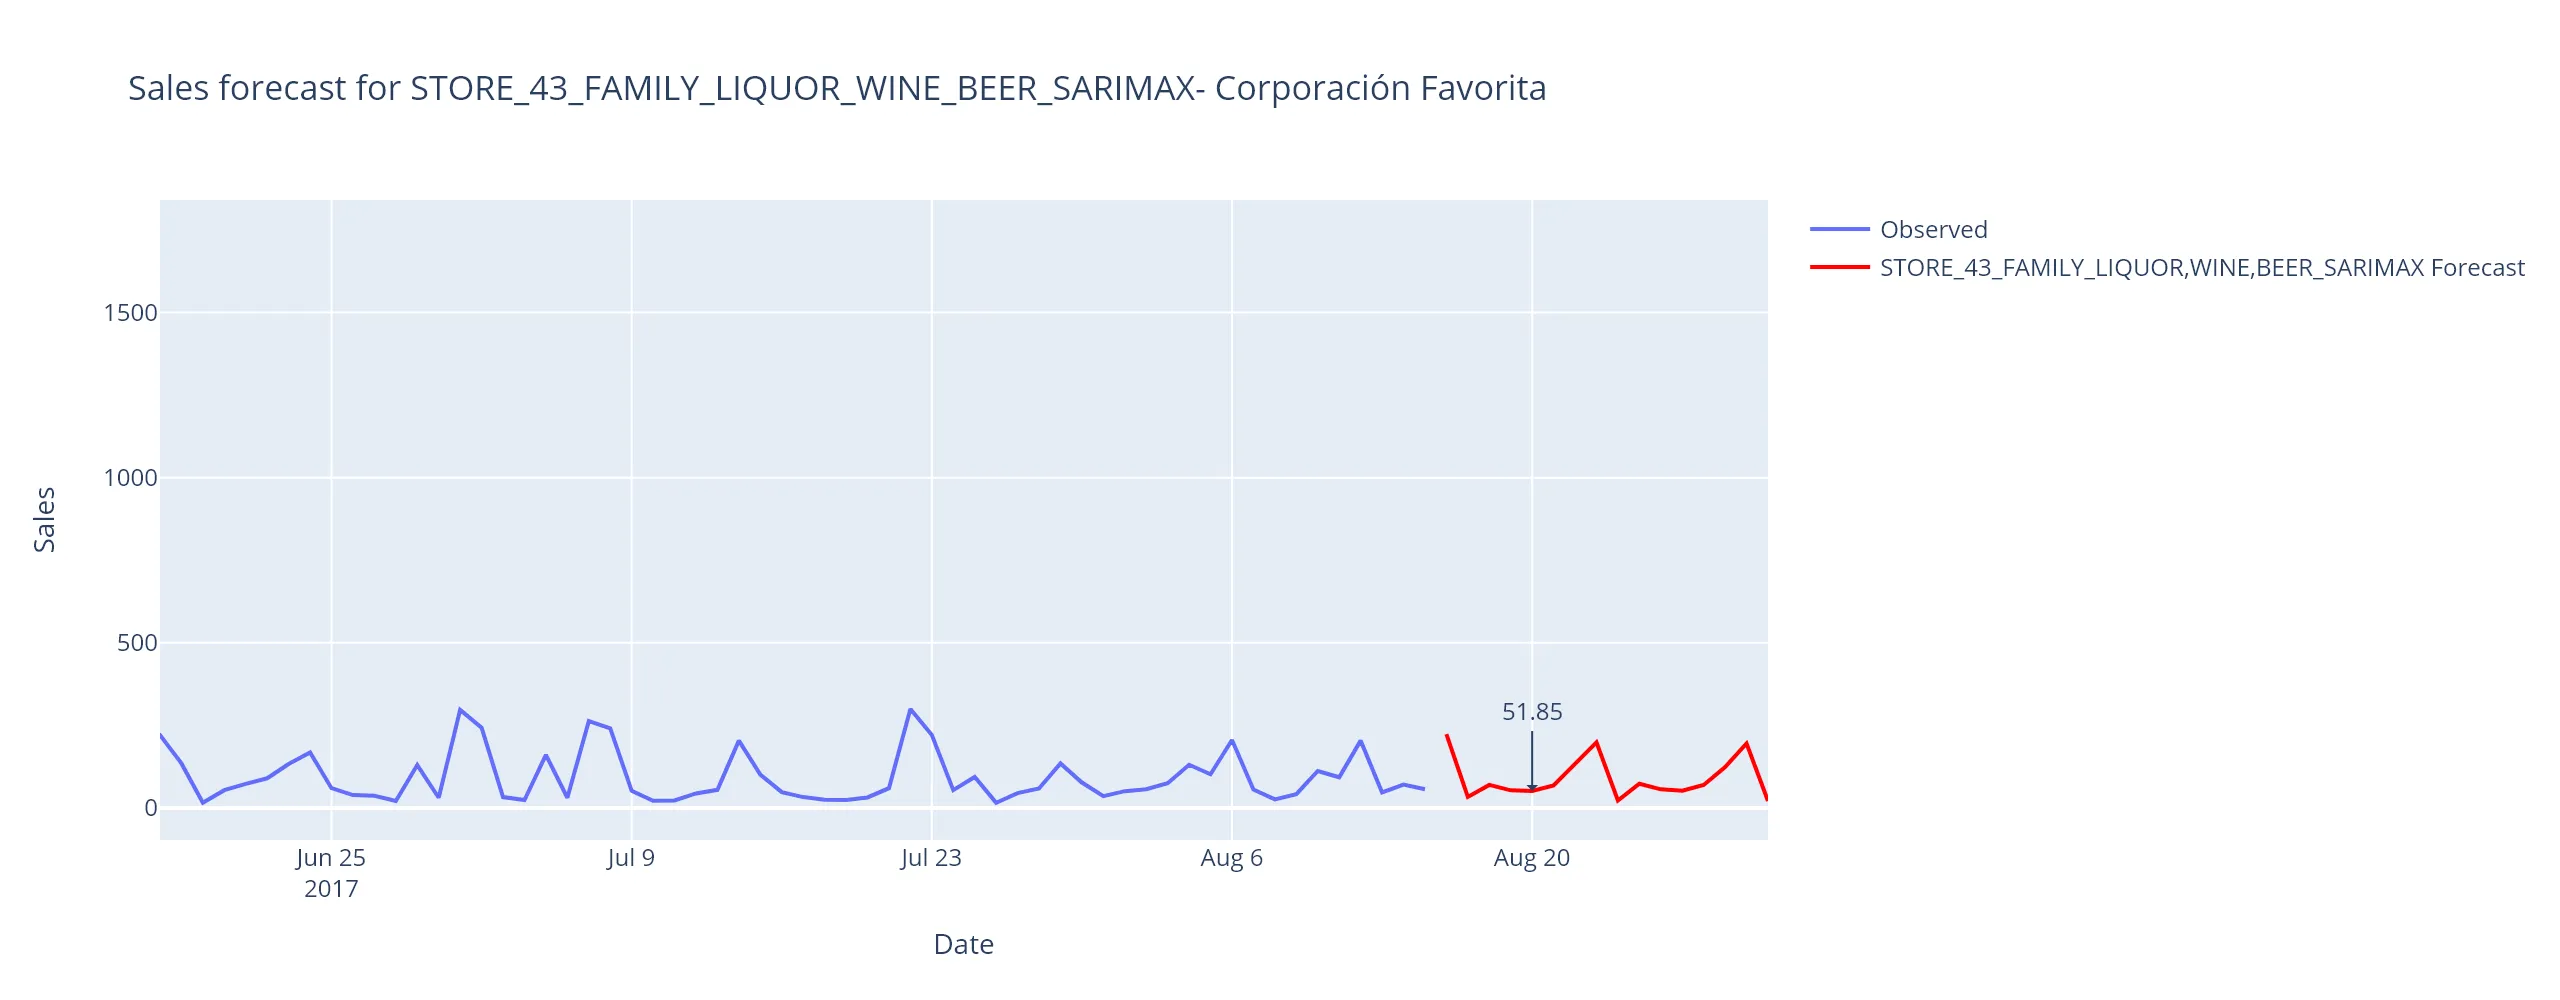 Sales forecast for STORE_43_FAMILY_LIQUOR_WINE_BEER_SARIMAX- Corporación Favorita
Observed
STORE_43_FAMILY_LIQUOR,WINE,BEER_SARIMAX Forecast
1500
1000
500
0
Sales
51.85
Jun 25
2017
Jul 9
Jul 23
Aug 6
Aug 20
Date